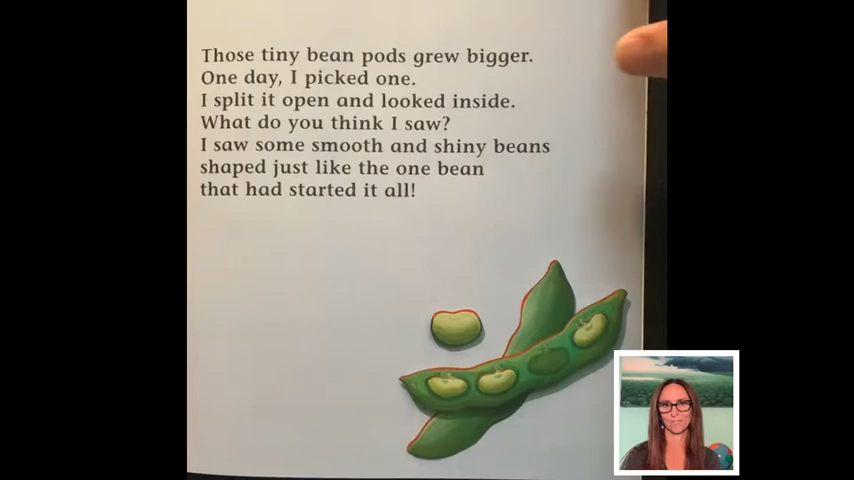 Those tiny bean pods grew bigger.
One day, I picked one.
I split it open and looked inside.
What do you think I saw?
I saw some smooth and shiny beans
shaped just like the one bean
that had started it all!